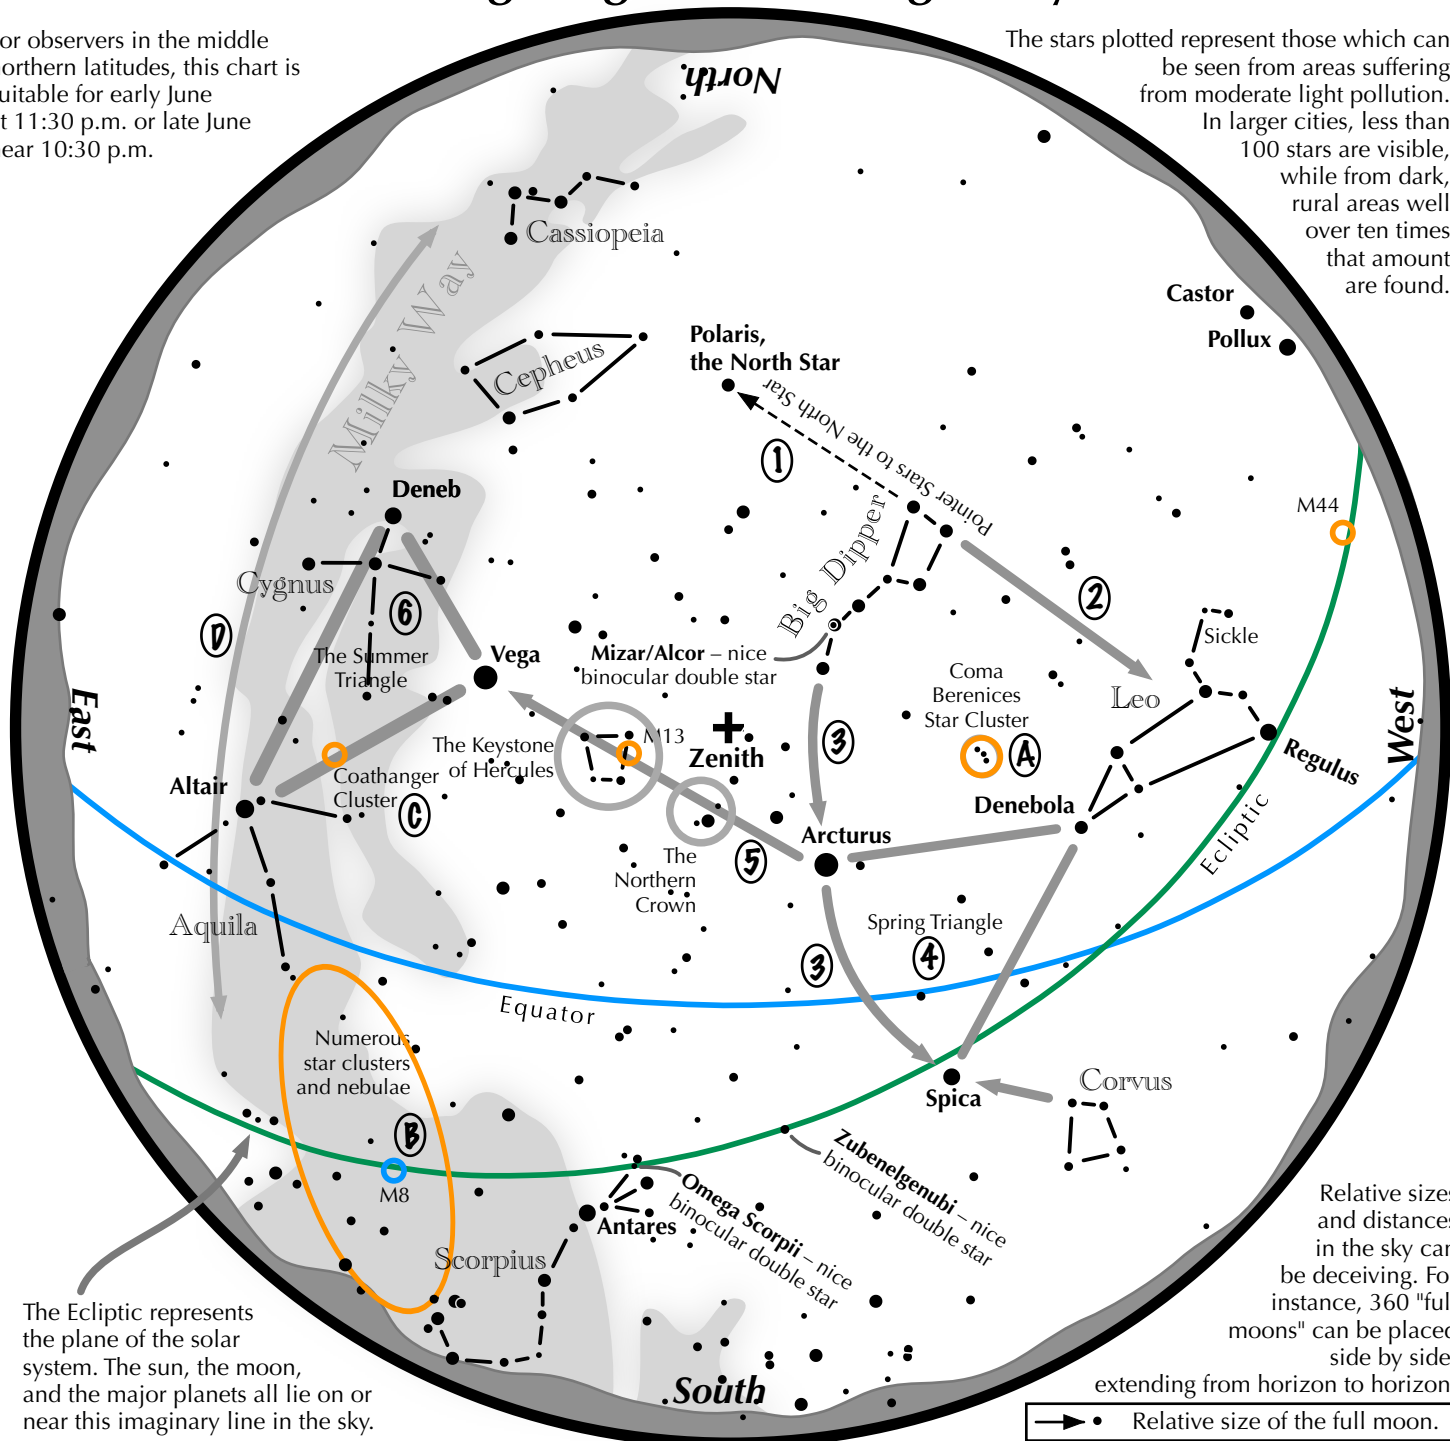 or observers in the middle
northern latitudes, this chart is
uitable for early June
t 11:30 p.m. or late June
near 10:30 p.m.
The stars plotted represent those which can
be seen from areas suffering
from moderate light pollution.
In larger cities, less than
100 stars are visible,
while from dark,
rural areas well
over ten times
that amount
are found.
North
Cassiopeia
Milky Way
Castor
Pollux
Polaris,
the North Star
Cepheus
Pointer Stars to the North Star
1
Deneb
M44
Big Dipper
Cygnus
6
2
D
Sickle
The Summer
Triangle
Vega
Mizar/Alcor – nice
binocular double star
Coma
Berenices
Star Cluster
A
Leo
East
West
3
Zenith
M13
The Keystone
of Hercules
Regulus
Altair
Coathanger
Cluster
C
Denebola
Arcturus
Ecliptic
5
The
Northern
Crown
Aquila
Spring Triangle
4
3
Equator
Numerous
star clusters
and nebulae
Spica
Corvus
B
M8
Zubenelgenubi – nice
binocular double star
Omega Scorpii – nice
binocular double star
Antares
Scorpius
South
The Ecliptic represents
the plane of the solar
system. The sun, the moon,
and the major planets all lie on or
near this imaginary line in the sky.
Relative sizes
and distances
in the sky can
be deceiving. Fo
instance, 360 "ful
moons" can be placed
side by side
extending from horizon to horizon
Relative size of the full moon.